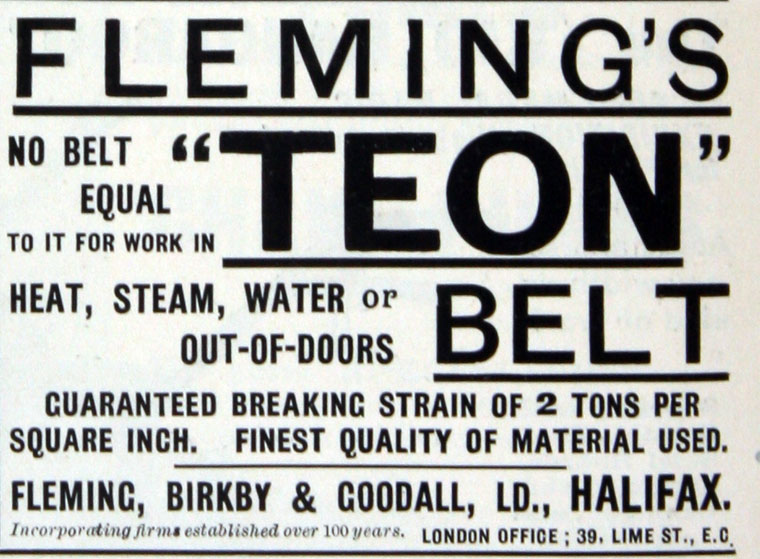 FLEMING'S
NO BELT "TEON"
EQUAL
TO IT FOR WORK IN
HEAT, STEAM, WATER or
OUT-OF-DOORS
BELT
GUARANTEED BREAKING STRAIN OF 2 TONS PER
SQUARE INCH. FINEST QUALITY OF MATERIAL USED.
FLEMING, BIRKBY & GOODALL, LD., HALIFAX.
Incorporating firms established over 100 years. LONDON OFFICE; 39, LIME ST., E.C.